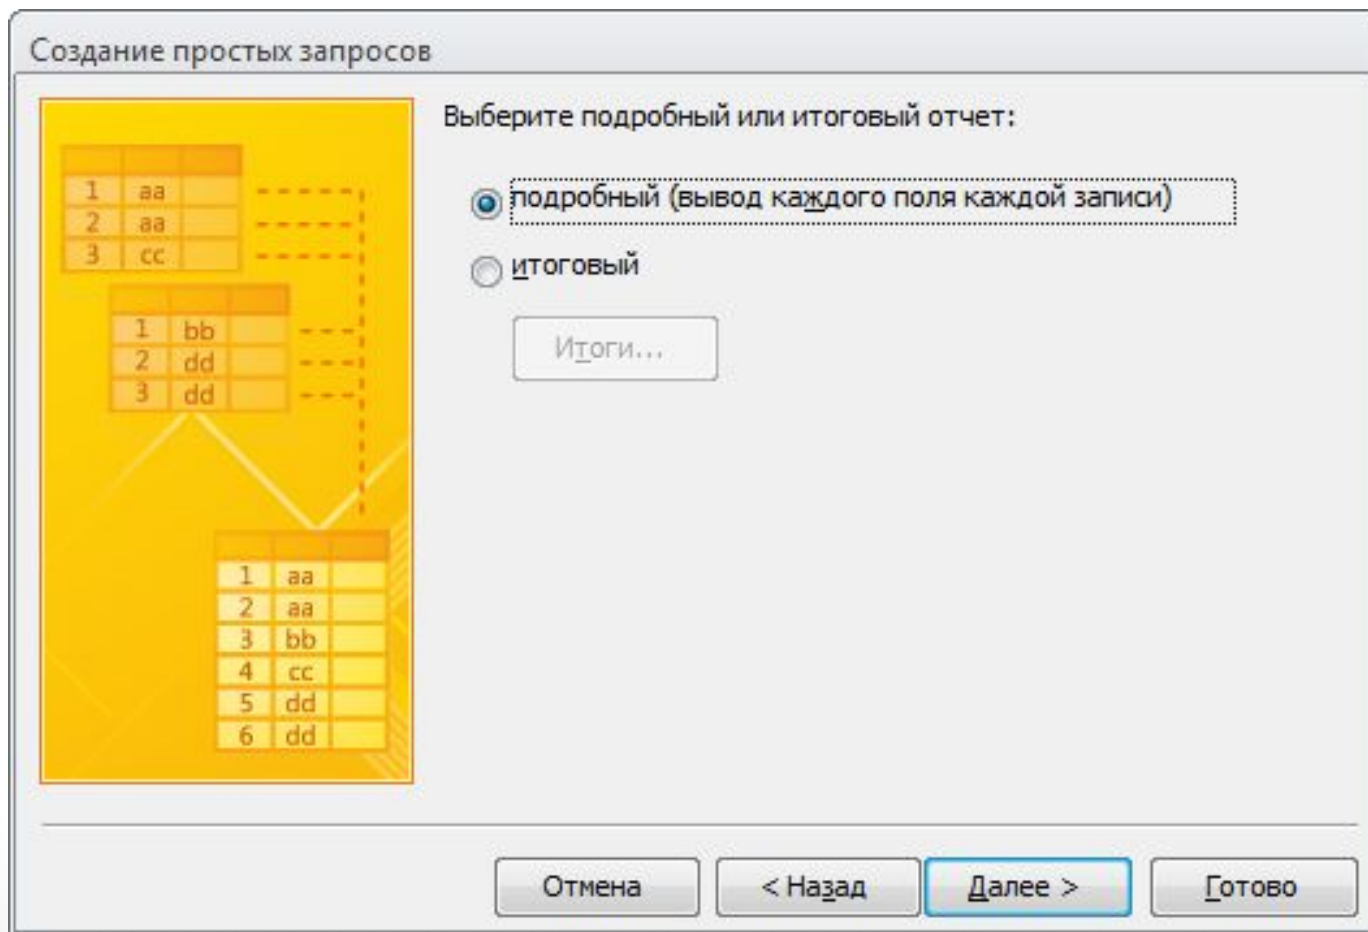 Создание простых запросов
Выберите подробный или итоговый отчет:
подробный (вывод каждого поля каждой записи)
итоговый
Итоги...
1 aa
2 aa
3 cc
1 bb
2 dd
3 dd
1 aa
2 aa
3 bb
4 cc
5 dd
6 dd
Отмена
< Назад
Далее >
Готово